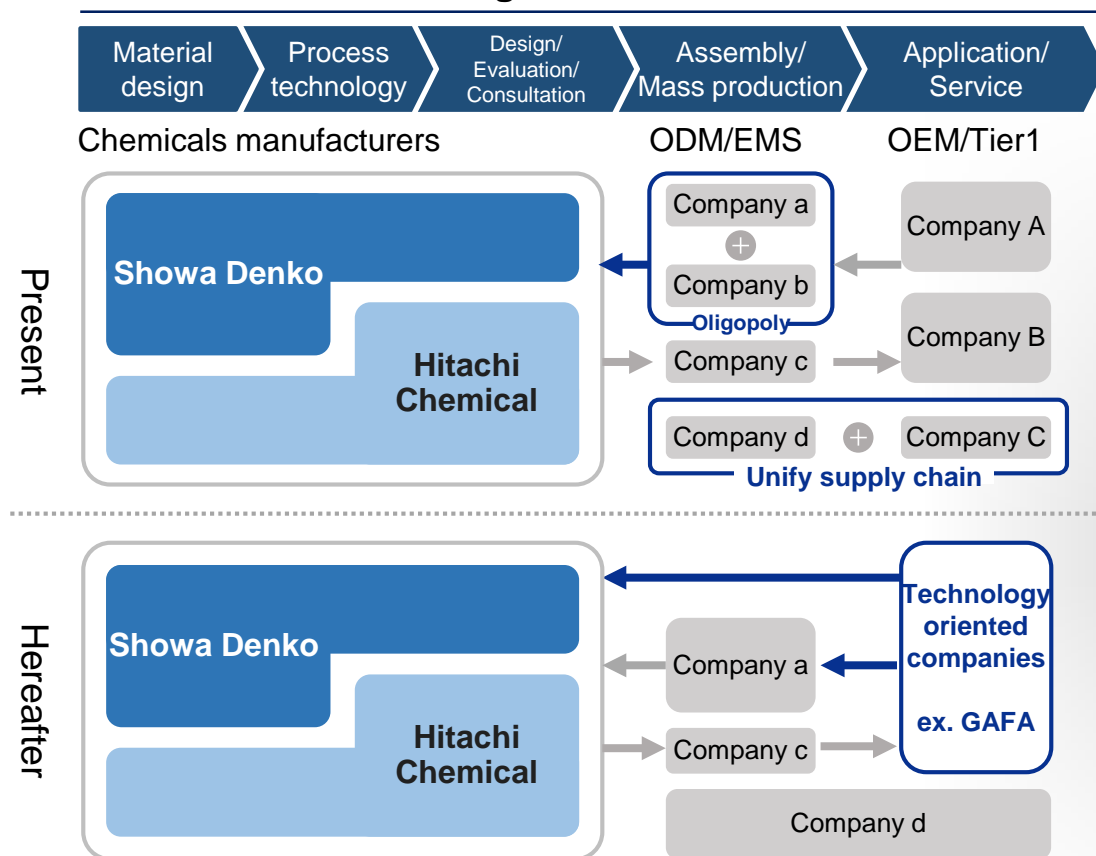 Material
design
Process
technology
Design/
Evaluation/
Consultation
Assembly/
Mass production
Application/
Service
Chemicals manufacturers
ODM/EMS
OEM/Tier1
Present
Showa Denko
Hitachi
Chemical
Company a
+
Company b
Oligopoly
Company c
Company A
Company B
Company d
+
Company C
Unify supply chain
Hereafter
Showa Denko
Hitachi
Chemical
Company a
Company c
Technology
oriented
companies
ex. GAFA
Company d